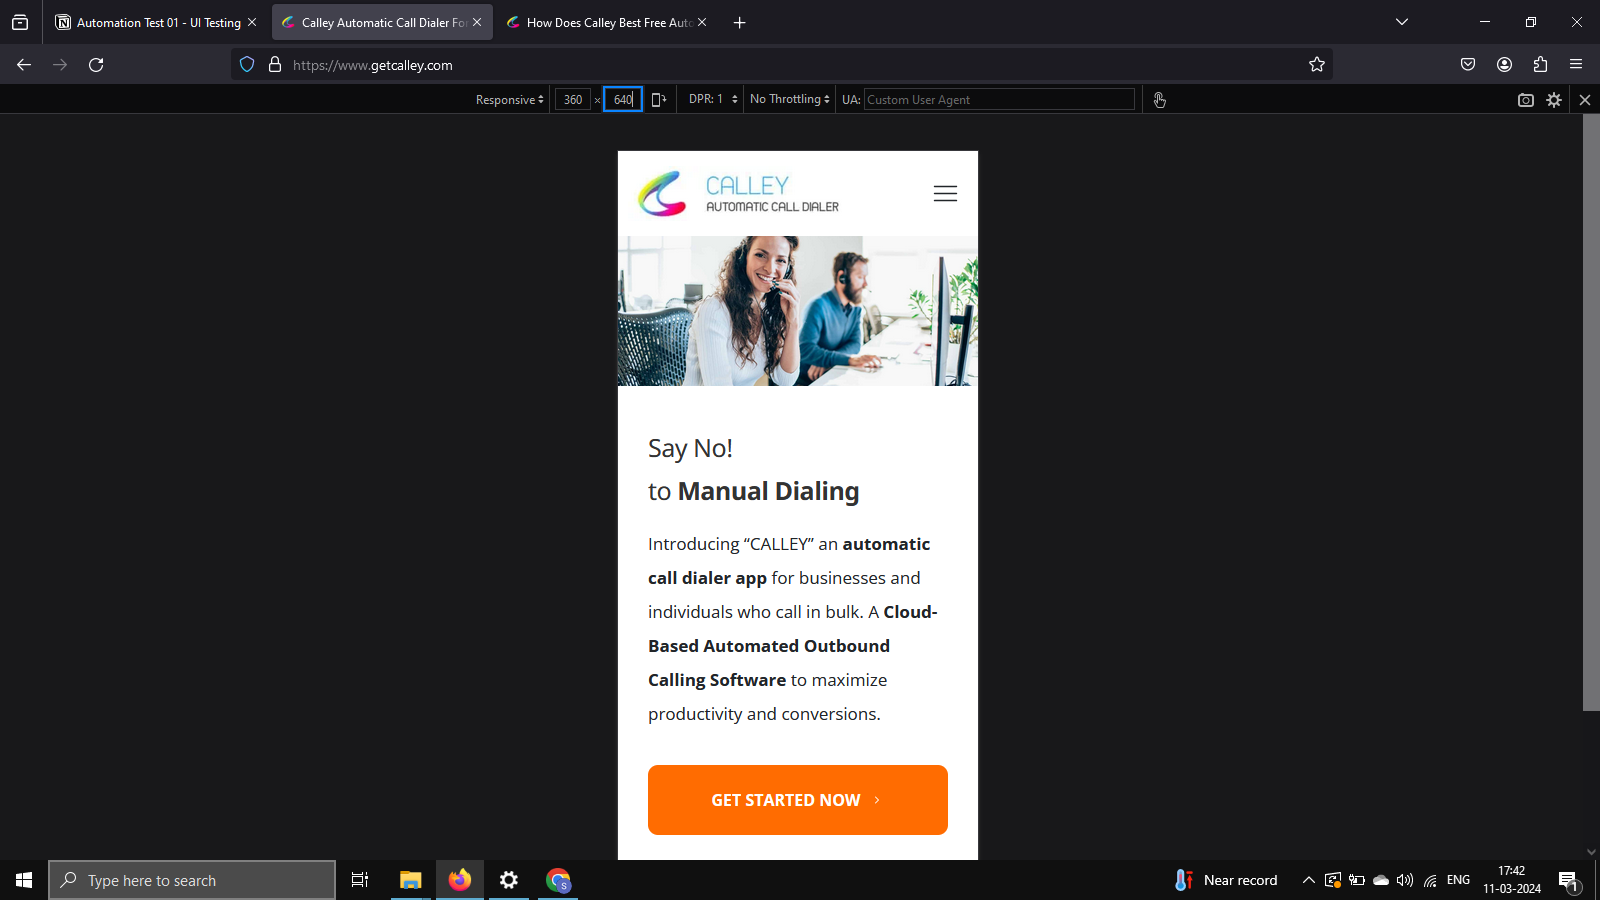 Automation Test 01 - UI Testing
Calley Automatic Call Dialer For
How Does Calley Best Free Auto
https://www.getcalley.com
Responsive 360 × 640 DPR: 1 No Throttling UA: Custom User Agent
CALLEY
AUTOMATIC CALL DIALER
Say No!
to Manual Dialing
Introducing “CALLEY” an automatic
call dialer app for businesses and
individuals who call in bulk. A Cloud-
Based Automated Outbound
Calling Software to maximize
productivity and conversions.
GET STARTED NOW
Type here to search
S
Near record
ENG
17:42
11-03-2024
1